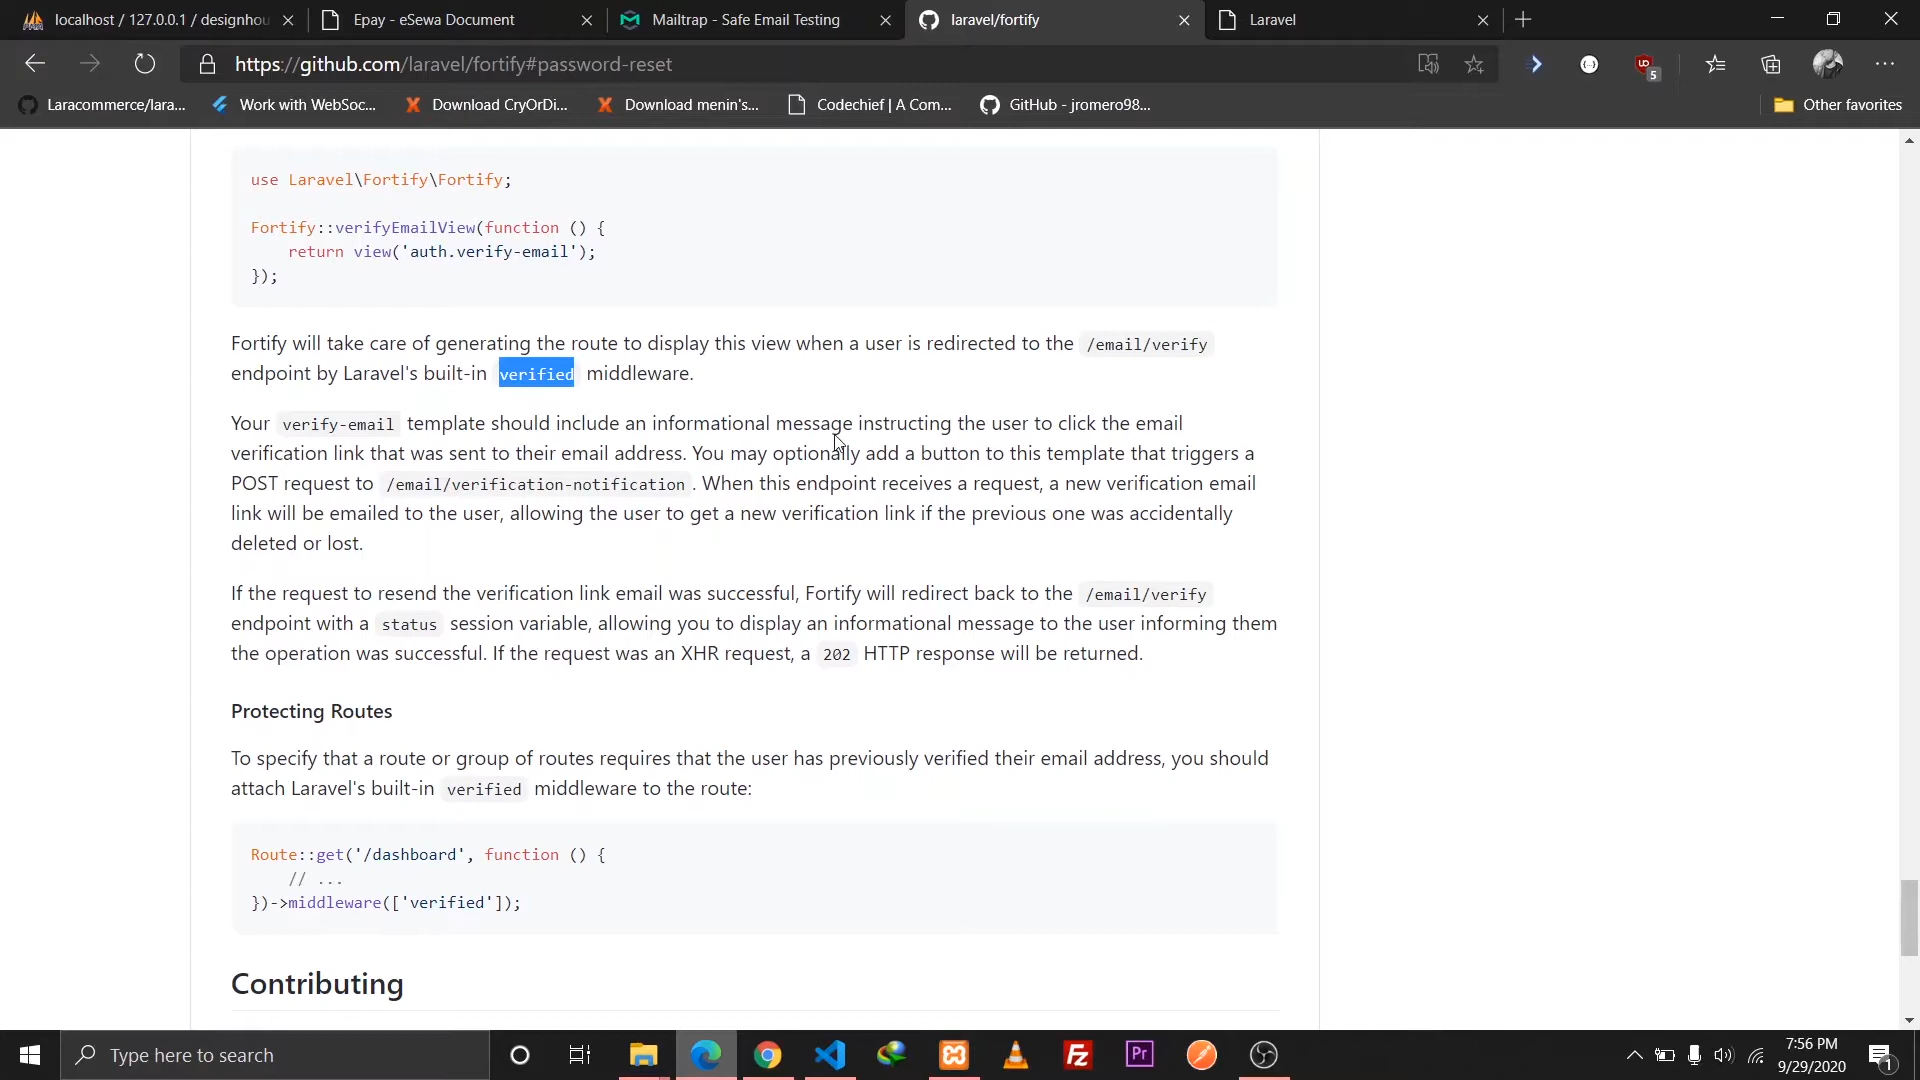 localhost / 127.0.0.1 / designhou
Epay - eSewa Document
Mailtrap - Safe Email Testing
laravel/fortify
Laravel
https://github.com/laravel/fortify#password-reset
5
Laracommerce/lara...
Work with WebSoc...
Download CryOrDi...
Download menin's...
Codechief | A Com...
GitHub - jromero98...
Other favorites
use Laravel\Fortify\Fortify;
Fortify::verifyEmailView(function () {
return view('auth.verify-email');
});
Fortify will take care of generating the route to display this view when a user is redirected to the /email/verify
endpoint by Laravel's built-in verified middleware.
Your verify-email template should include an informational message instructing the user to click the email
verification link that was sent to their email address. You may optionally add a button to this template that triggers a
POST request to /email/verification-notification. When this endpoint receives a request, a new verification email
link will be emailed to the user, allowing the user to get a new verification link if the previous one was accidentally
deleted or lost.
If the request to resend the verification link email was successful, Fortify will redirect back to the /email/verify
endpoint with a status session variable, allowing you to display an informational message to the user informing them
the operation was successful. If the request was an XHR request, a 202 HTTP response will be returned.
Protecting Routes
To specify that a route or group of routes requires that the user has previously verified their email address, you should
attach Laravel's built-in verified middleware to the route:
Route::get('/dashboard', function () {
// ...
})->middleware(['verified']);
Contributing
Type here to search
Fz
Pr
7:56 PM
9/29/2020
1